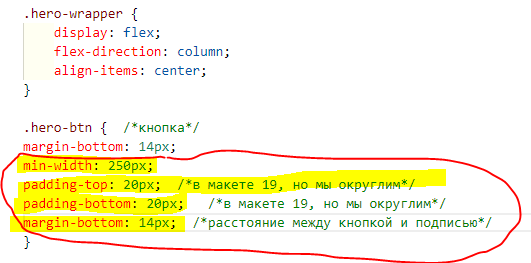 .hero-wrapper {
display: flex;
flex-direction: column;
align-items: center;
}
.hero-btn { /*кнопка*/
margin-bottom: 14px;
min-width: 250px;
padding-top: 20px; /*в макете 19, но мы округлим*/
padding-bottom: 20px; /*в макете 19, но мы округлим*/
margin-bottom: 14px; /*расстояние между кнопкой и подписью*/
}